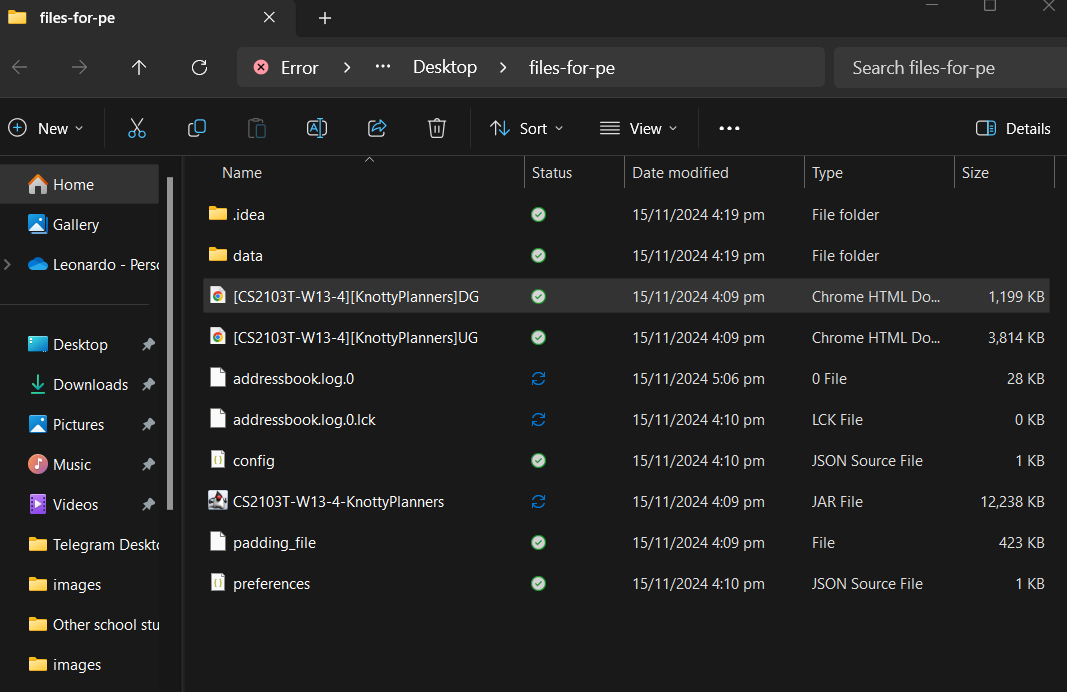 files-for-pe
Error > ... Desktop > files-for-pe
Search files-for-pe
New
Sort
View
Details
Home
Gallery
Leonardo - Perso
Desktop
Downloads
Pictures
Music
Videos
Telegram Deskto
images
Other school stu
images
Name Status Date modified Type Size
.idea 15/11/2024 4:19 pm File folder
data 15/11/2024 4:19 pm File folder
[CS2103T-W13-4][KnottyPlanners]DG 15/11/2024 4:09 pm Chrome HTML Do... 1,199 KB
[CS2103T-W13-4][KnottyPlanners]UG 15/11/2024 4:09 pm Chrome HTML Do... 3,814 KB
addressbook.log.0 15/11/2024 5:06 pm 0 File 28 KB
addressbook.log.0.lck 15/11/2024 4:10 pm LCK File 0 KB
config 15/11/2024 4:10 pm JSON Source File 1 KB
CS2103T-W13-4-KnottyPlanners 15/11/2024 4:09 pm JAR File 12,238 KB
padding_file 15/11/2024 4:09 pm File 423 KB
preferences 15/11/2024 4:10 pm JSON Source File 1 KB